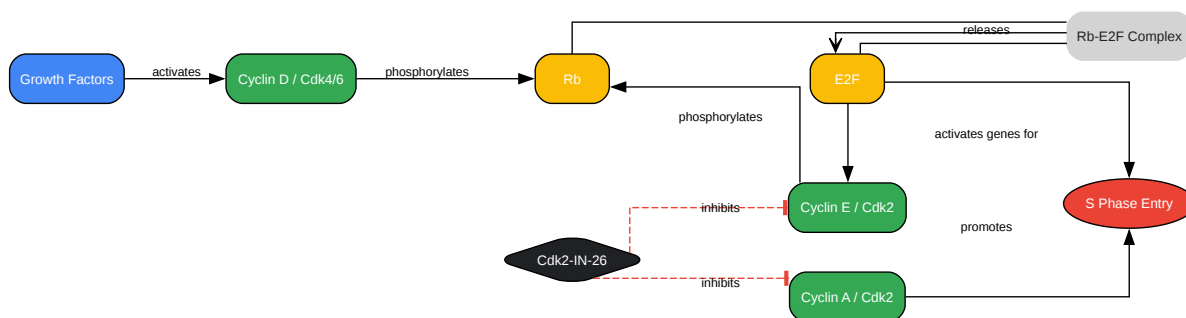 releases
Rb-E2F Complex
Growth Factors
activates
Cyclin D / Cdk4/6
phosphorylates
Rb
E2F
phosphorylates
activates genes for
inhibits
Cyclin E / Cdk2
S Phase Entry
promotes
Cdk2-IN-26
inhibits
Cyclin A / Cdk2